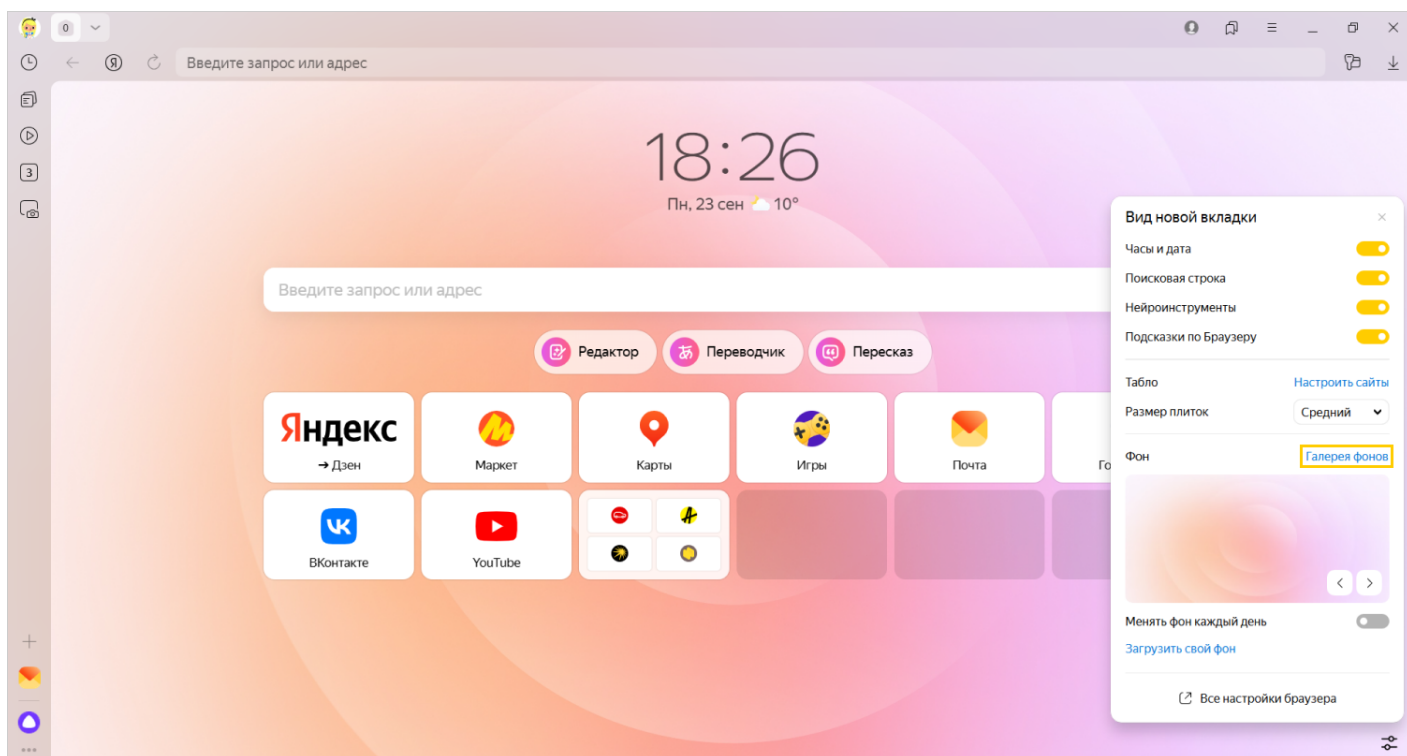 0
Введите запрос или адрес
3
18:26
Пн, 23 сен 10°
Введите запрос или адрес
Редактор Переводчик Пересказ
Яндекс
→ Дзен
Маркет
Карты
Игры
Почта
Го
ВКонтакте
YouTube
Вид новой вкладки
Часы и дата
Поисковая строка
Нейроинструменты
Подсказки по Браузеру
Табло Настроить сайты
Размер плиток Средний
Фон Галерея фонов
Менять фон каждый день
Загрузить свой фон
Все настройки браузера